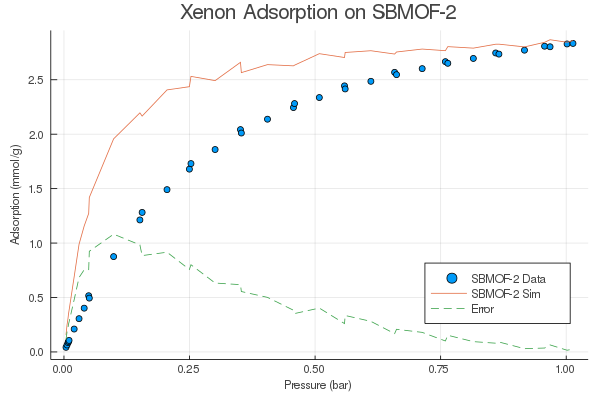 Xenon Adsorption on SBMOF-2
Adsorption (mmol/g)
2.5
2.0
1.5
1.0
0.5
0.0
SBMOF-2 Data
SBMOF-2 Sim
Error
0.00 0.25 0.50 0.75 1.00
Pressure (bar)